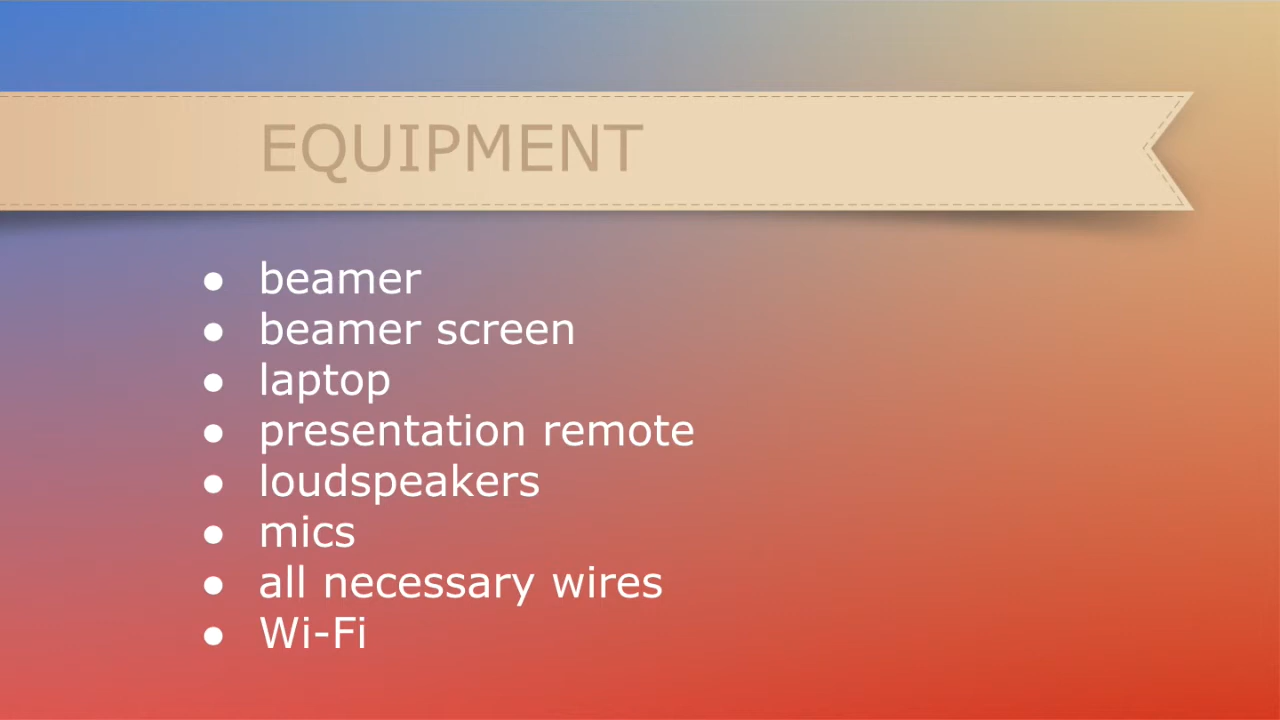 EQUIPMENT
● beamer
● beamer screen
● laptop
● presentation remote
● loudspeakers
● mics
● all necessary wires
● Wi-Fi